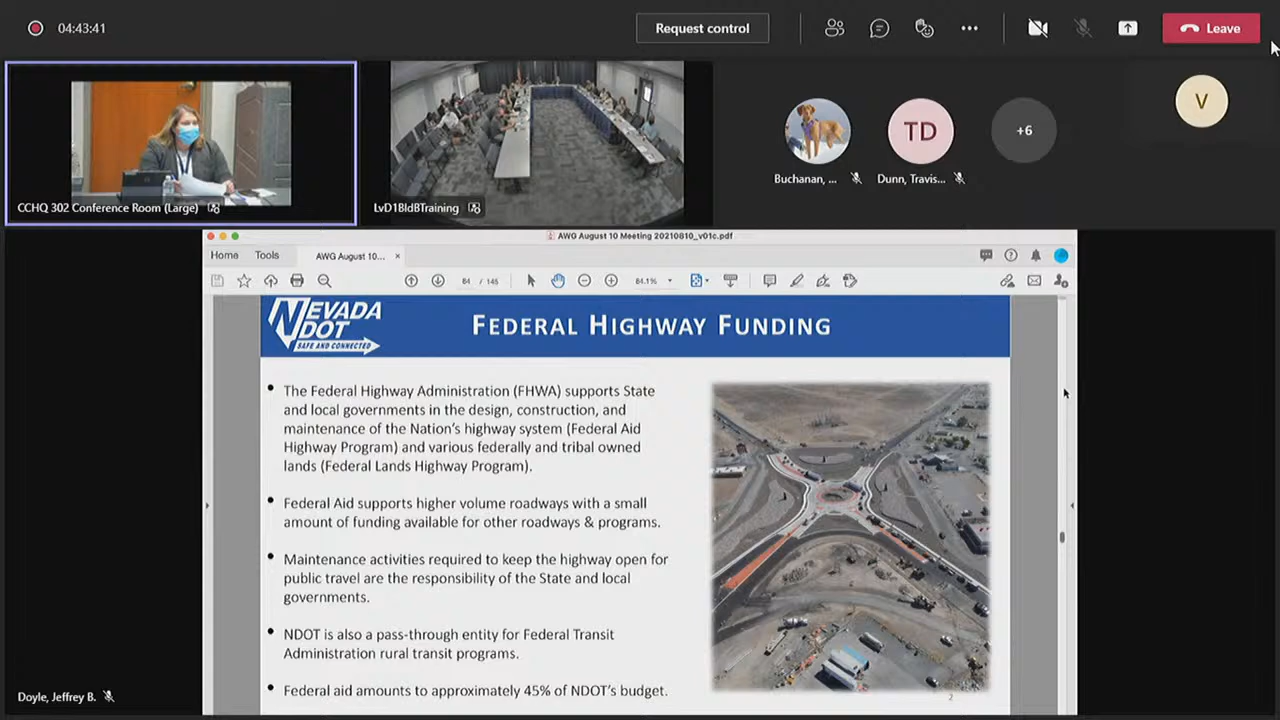 04:43:41
Request control
Leave
V
TD
+6
Buchanan, ...
Dunn, Travis...
CCHQ 302 Conference Room (Large)
LvD1BldBTraining
AWG August 10 Meeting 20210810_v01c.pdf
Home
Tools
AWG August 10...
84 / 145
84.1%
NEVADA
DOT
SAFE AND CONNECTED
FEDERAL HIGHWAY FUNDING
• The Federal Highway Administration (FHWA) supports State
and local governments in the design, construction, and
maintenance of the Nation's highway system (Federal Aid
Highway Program) and various federally and tribal owned
lands (Federal Lands Highway Program).
• Federal Aid supports higher volume roadways with a small
amount of funding available for other roadways & programs.
• Maintenance activities required to keep the highway open for
public travel are the responsibility of the State and local
governments.
• NDOT is also a pass-through entity for Federal Transit
Administration rural transit programs.
• Federal aid amounts to approximately 45% of NDOT's budget.
2
Doyle, Jeffrey B.